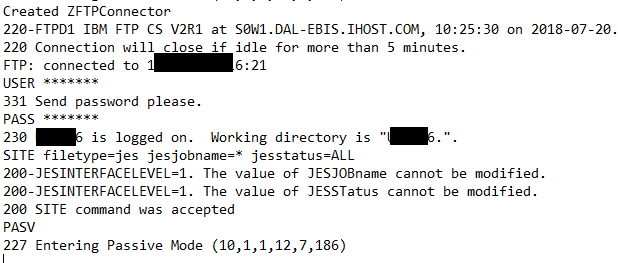 Created ZFTPConnector
220-FTPD1 IBM FTP CS V2R1 at S0W1.DAL-EBIS.IHOST.COM, 10:25:30 on 2018-07-20.
220 Connection will close if idle for more than 5 minutes.
FTP: connected to 1 6:21
USER *******
331 Send password please.
PASS *******
230 6 is logged on. Working directory is "U 6.".
SITE filetype=jes jesjobname=* jesstatus=ALL
200-JESINTERFACELEVEL=1. The value of JESJOBname cannot be modified.
200-JESINTERFACELEVEL=1. The value of JESSTatus cannot be modified.
200 SITE command was accepted
PASV
227 Entering Passive Mode (10,1,1,12,7,186)